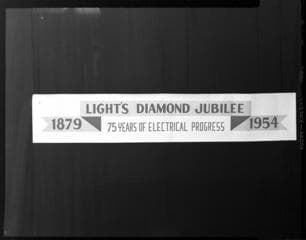 LIGHT'S DIAMOND JUBILEE
1879 75 YEARS OF ELECTRICAL PROGRESS 1954